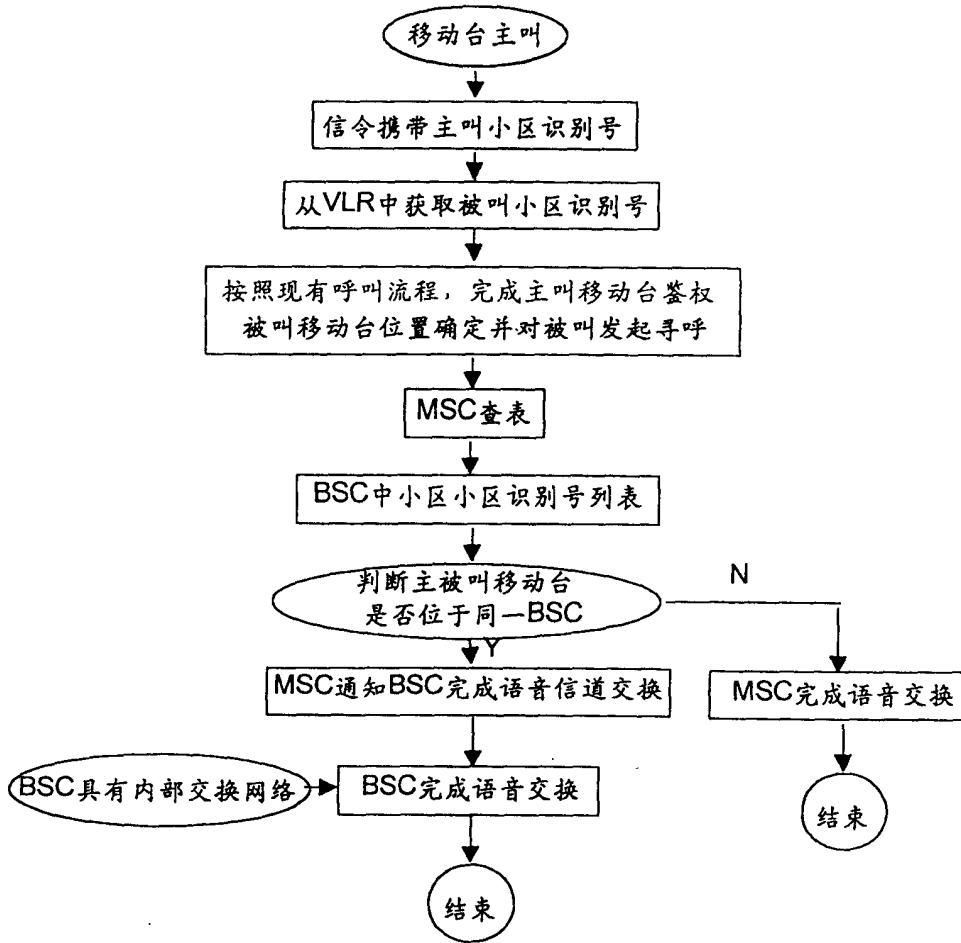 移动台主叫
信令携带主叫小区识别号
从VLR中获取被叫小区识别号
按照现有呼叫流程，完成主叫移动台鉴权
被叫移动台位置确定并对被叫发起寻呼
MSC查表
BSC中小区小区识别号列表
判断主被叫移动台
是否位于同一BSC
N
Y
MSC通知BSC完成语音信道交换
MSC完成语音交换
BSC具有内部交换网络
BSC完成语音交换
结束
结束